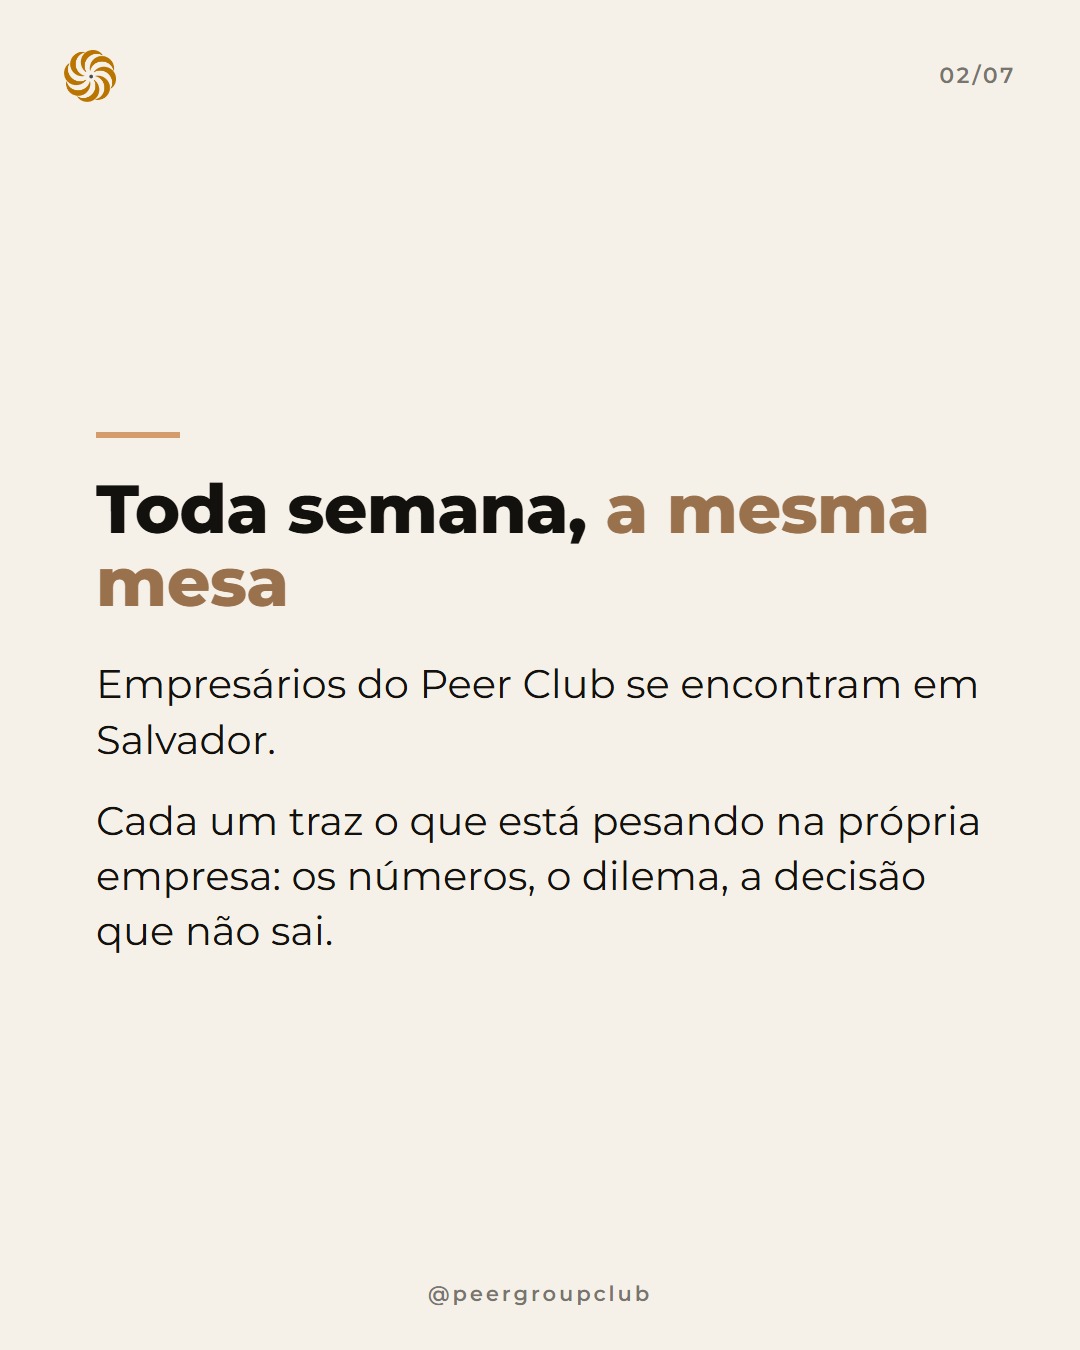 02/07
Toda semana, a mesma
mesa
Empresários do Peer Club se encontram em
Salvador.
Cada um traz o que está pesando na própria
empresa: os números, o dilema, a decisão
que não sai.
@peergroupclub